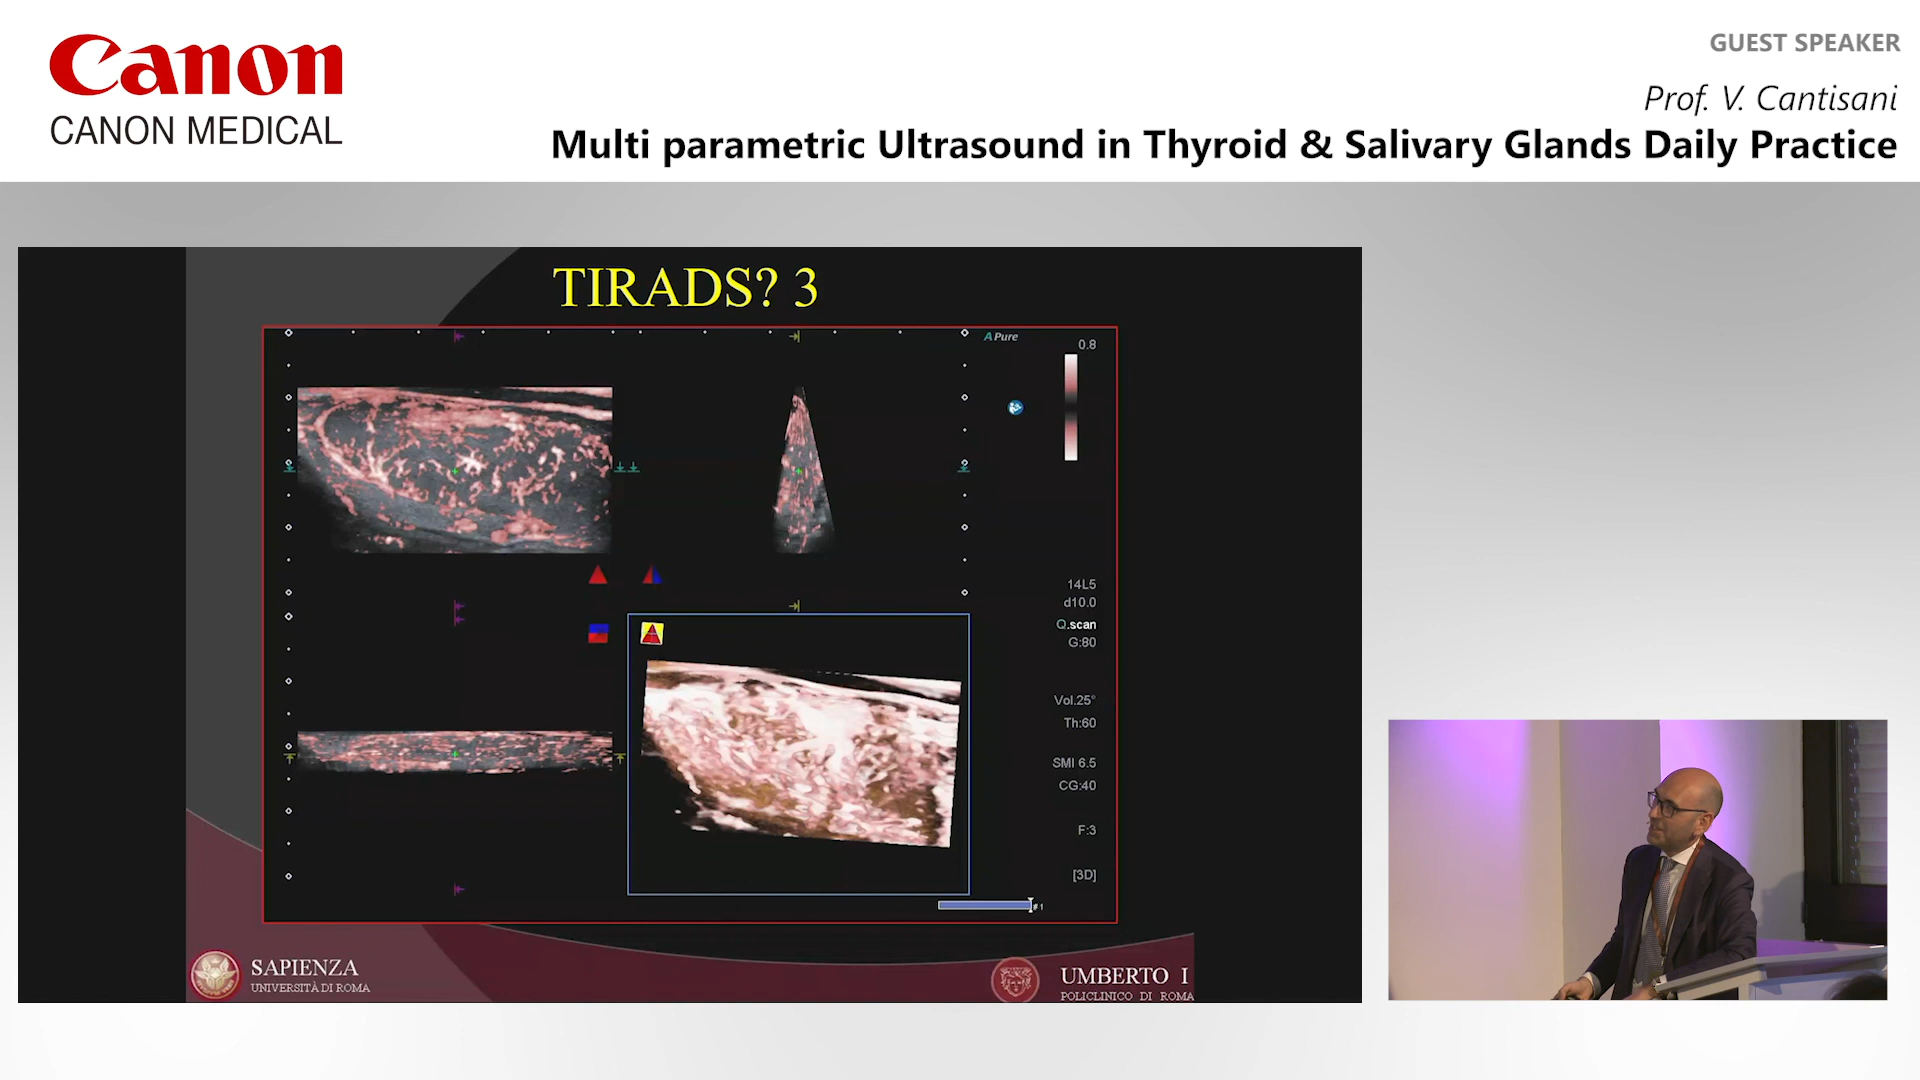 Canon
CANON MEDICAL
GUEST SPEAKER
Prof. V. Cantisani
Multi parametric Ultrasound in Thyroid & Salivary Glands Daily Practice
TIRADS? 3
A Pure
0.8
14L5
d10.0
Q.scan
G:80
Vol.25°
Th:60
SMI 6.5
CG:40
F:3
[3D]
#1
SAPIENZA
UNIVERSITÀ DI ROMA
UMBERTO I
POLICLINICO DI ROMA